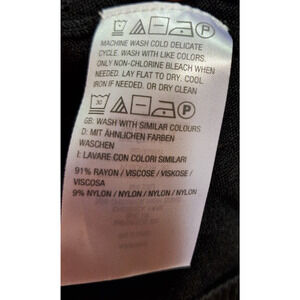 MACHINE WASH COLD DELICATE
CYCLE. WASH WITH LIKE COLORS.
ONLY NON-CHLORINE BLEACH WHEN
NEEDED. LAY FLAT TO DRY. COOL
IRON IF NEEDED. OR DRY CLEAN
GB: WASH WITH SIMILAR COLOURS
D: MIT ÄHNLICHEN FARBEN
WASCHEN
I: LAVARE CON COLORI SIMILARI
91% RAYON / VISCOSE / VISKOSE /
VISCOSA
9% NYLON / NYLON / NYLON / NYLON